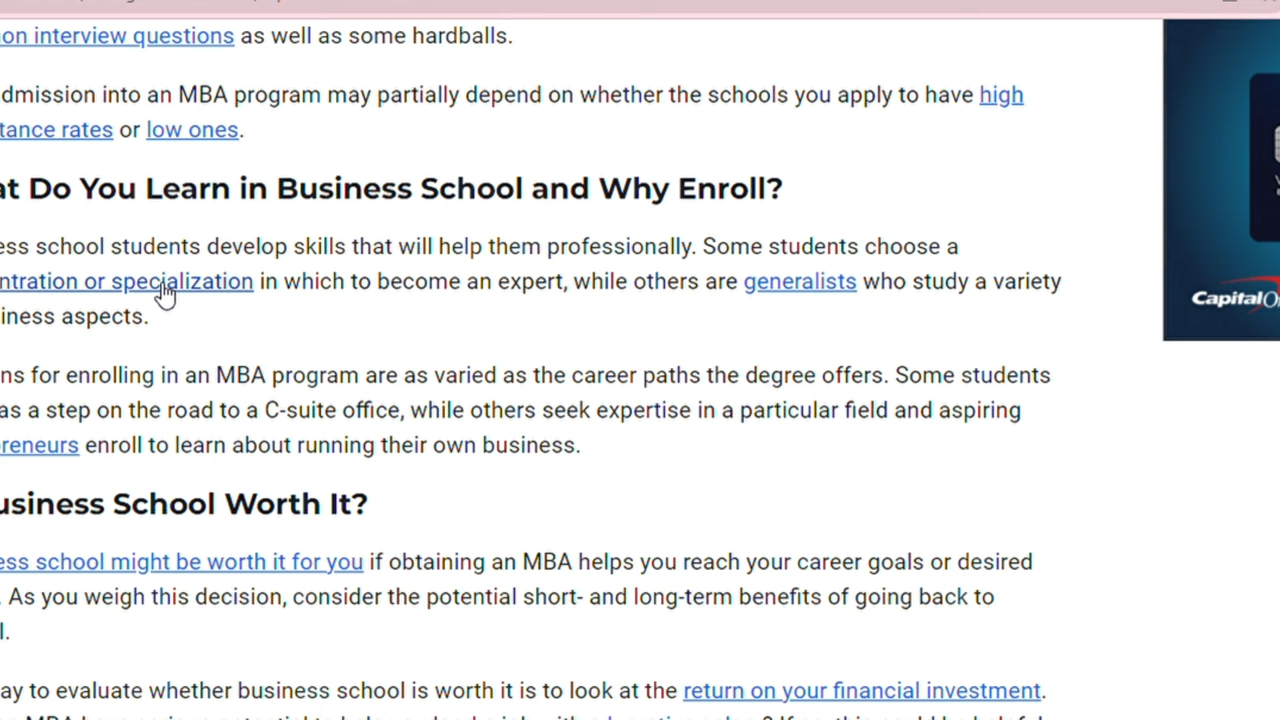 on interview questions as well as some hardballs.
dmission into an MBA program may partially depend on whether the schools you apply to have high
tance rates or low ones.
at Do You Learn in Business School and Why Enroll?
ess school students develop skills that will help them professionally. Some students choose a
ntration or specialization in which to become an expert, while others are generalists who study a variety
iness aspects.
ns for enrolling in an MBA program are as varied as the career paths the degree offers. Some students
as a step on the road to a C-suite office, while others seek expertise in a particular field and aspiring
reneurs enroll to learn about running their own business.
usiness School Worth It?
ess school might be worth it for you if obtaining an MBA helps you reach your career goals or desired
. As you weigh this decision, consider the potential short- and long-term benefits of going back to
l.
ay to evaluate whether business school is worth it is to look at the return on your financial investment.
CapitalO